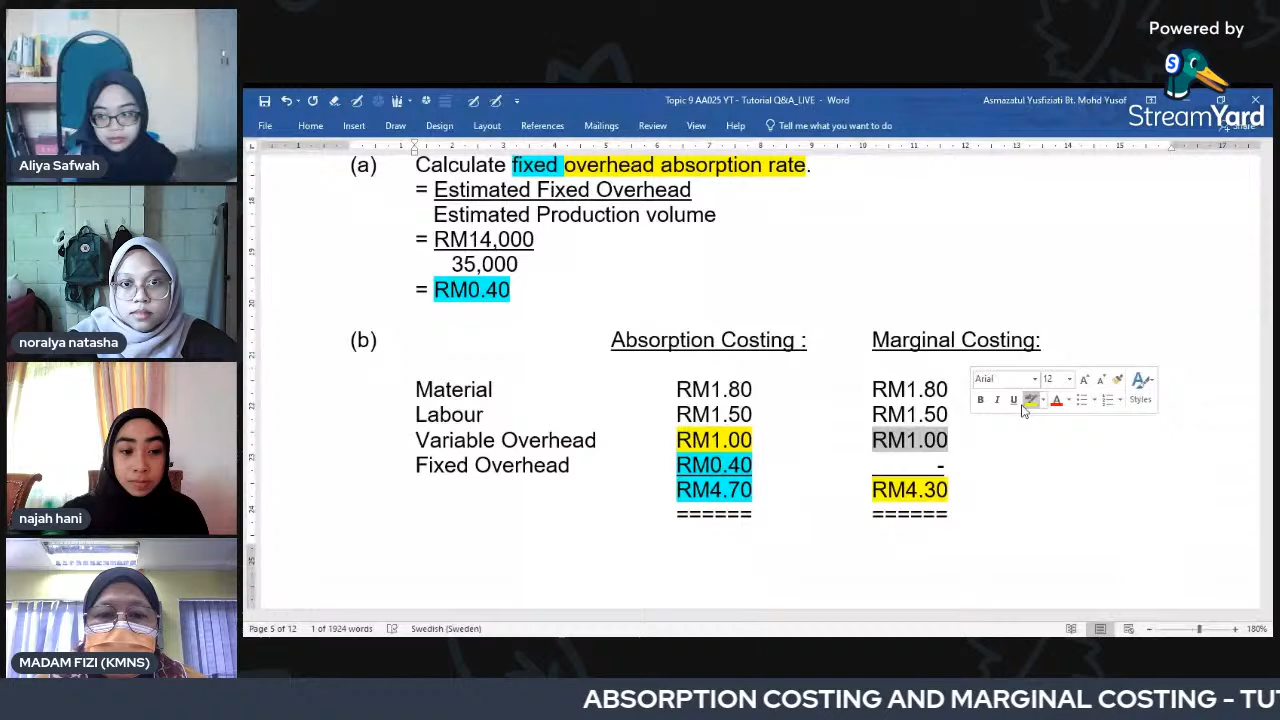 Powered by
StreamYard
Aliya Safwah
noralya natasha
najah hani
MADAM FIZI (KMNS)
Topic 9 AA025 YT - Tutorial Q&A_LIVE - Word
Asmazatul Yusfiziati Bt. Mohd Yusof
File Home Insert Draw Design Layout References Mailings Review View Help Tell me what you want to do
(a) Calculate fixed overhead absorption rate.
= Estimated Fixed Overhead
Estimated Production volume
= RM14,000
35,000
= RM0.40
(b) Absorption Costing : Marginal Costing:
Material RM1.80 RM1.80
Labour RM1.50 RM1.50
Variable Overhead RM1.00 RM1.00
Fixed Overhead RM0.40 -
RM4.70 RM4.30
====== ======
Arial 12
B I U Styles
Page 5 of 12 1 of 1924 words Swedish (Sweden) 180%
ABSORPTION COSTING AND MARGINAL COSTING - TU